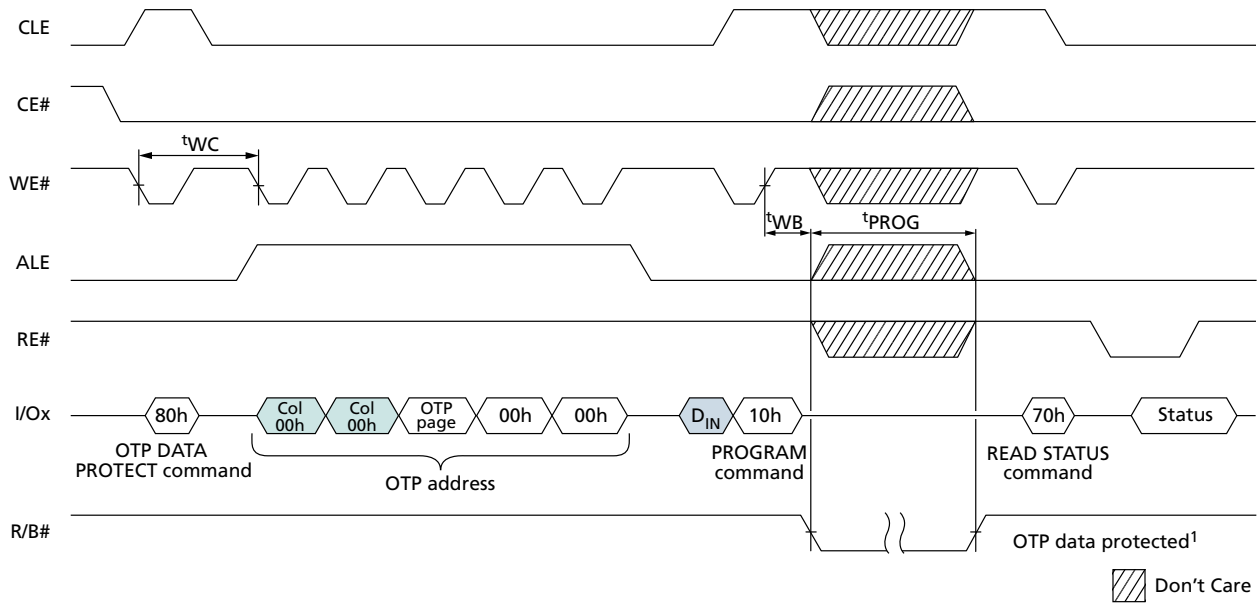 CLE
CE#
tWC
WE#
tWB
tPROG
ALE
RE#
I/Ox
80h
Col
00h
Col
00h
OTP
page
00h
00h
DIN
10h
70h
Status
OTP DATA
PROTECT command
OTP address
PROGRAM
command
READ STATUS
command
R/B#
OTP data protected1
Don't Care